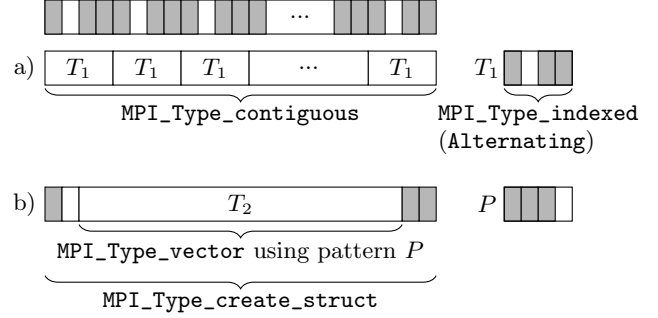 ...
a) T₁ T₁ T₁ ... T₁ T₁
MPI_Type_contiguous MPI_Type_indexed
(Alternating)
b) T₂ P
MPI_Type_vector using pattern P
MPI_Type_create_struct